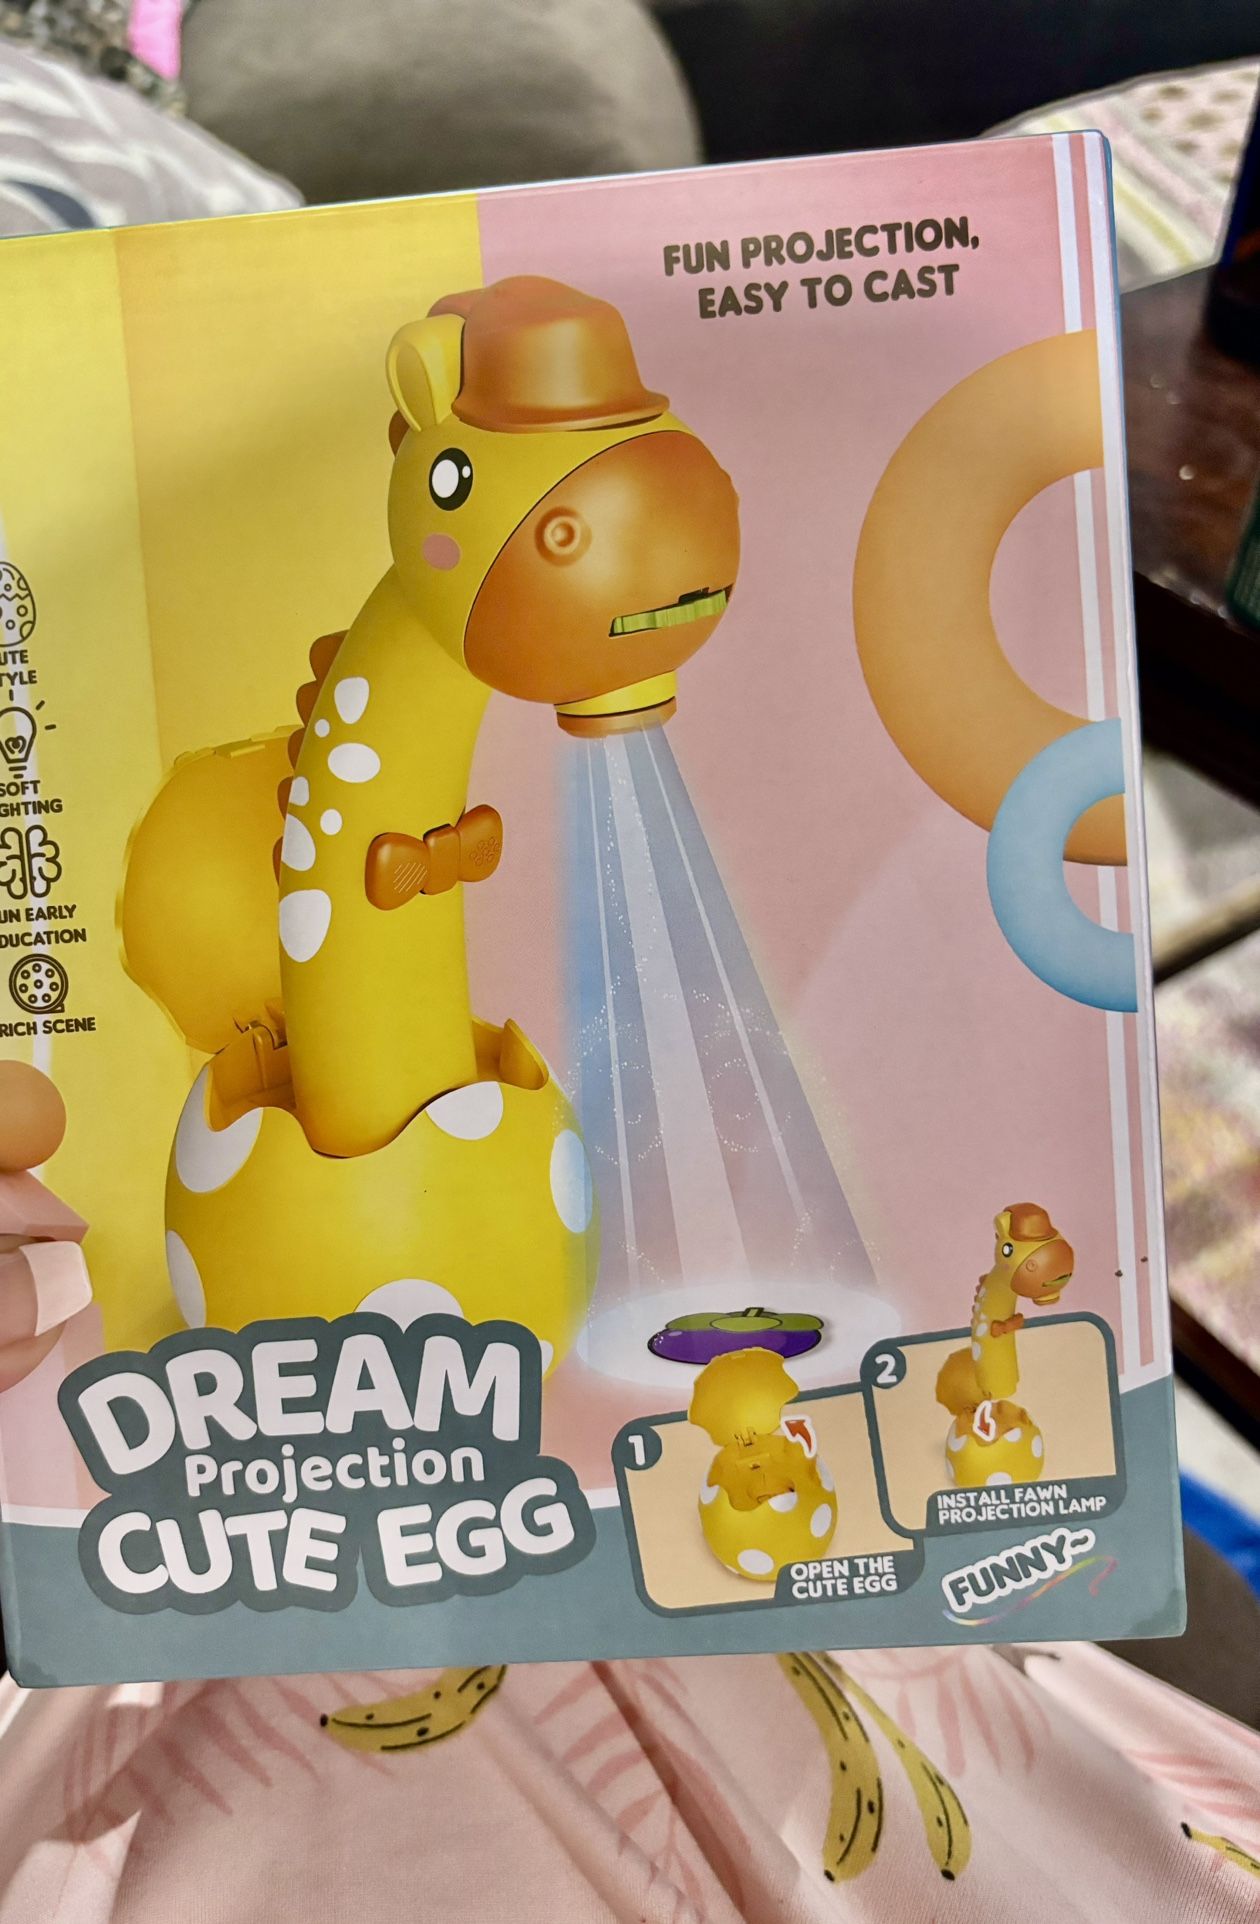 FUN PROJECTION,
EASY TO CAST
UTE
TYLE
SOFT
GHTING
UN EARLY
DUCATION
RICH SCENE
DREAM
Projection
CUTE EGG
1
OPEN THE
CUTE EGG
2
INSTALL FAWN
PROJECTION LAMP
FUNNY~